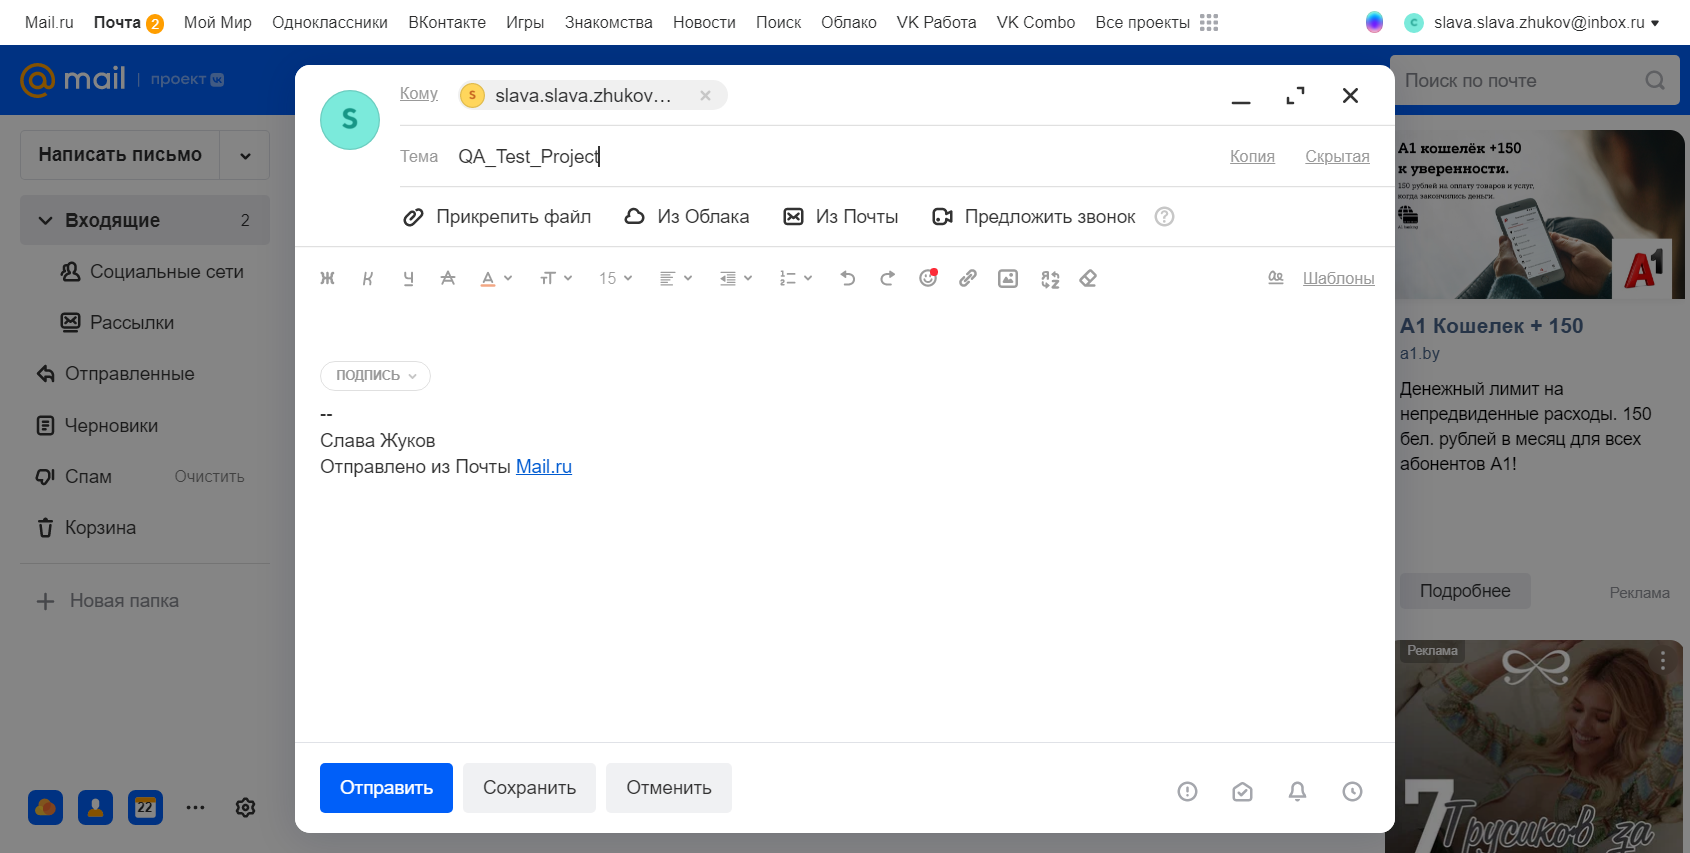 Mail.ru Почта 2 Мой Мир Одноклассники ВКонтакте Игры Знакомства Новости Поиск Облако VK Работа VK Combo Все проекты C slava.slava.zhukov@inbox.ru
mail проект
Поиск по почте
Написать письмо
Входящие 2
Социальные сети
Рассылки
Отправленные
Черновики
Спам Очистить
Корзина
Новая папка
22
S
Кому S slava.slava.zhukov...
Тема QA_Test_Project Копия Скрытая
Прикрепить файл Из Облака Из Почты Предложить звонок ?
Ж К Ч А А тТ 15 Шаблоны
ПОДПИСЬ
--
Слава Жуков
Отправлено из Почты Mail.ru
Отправить Сохранить Отменить
А1 кошелёк +150
к уверенности.
150 рублей на оплату товаров и услуг,
когда закончились деньги.
A1
А1 Кошелек + 150
a1.by
Денежный лимит на
непредвиденные расходы. 150
бел. рублей в месяц для всех
абонентов А1!
Подробнее Реклама
Реклама
7 Трусиков за